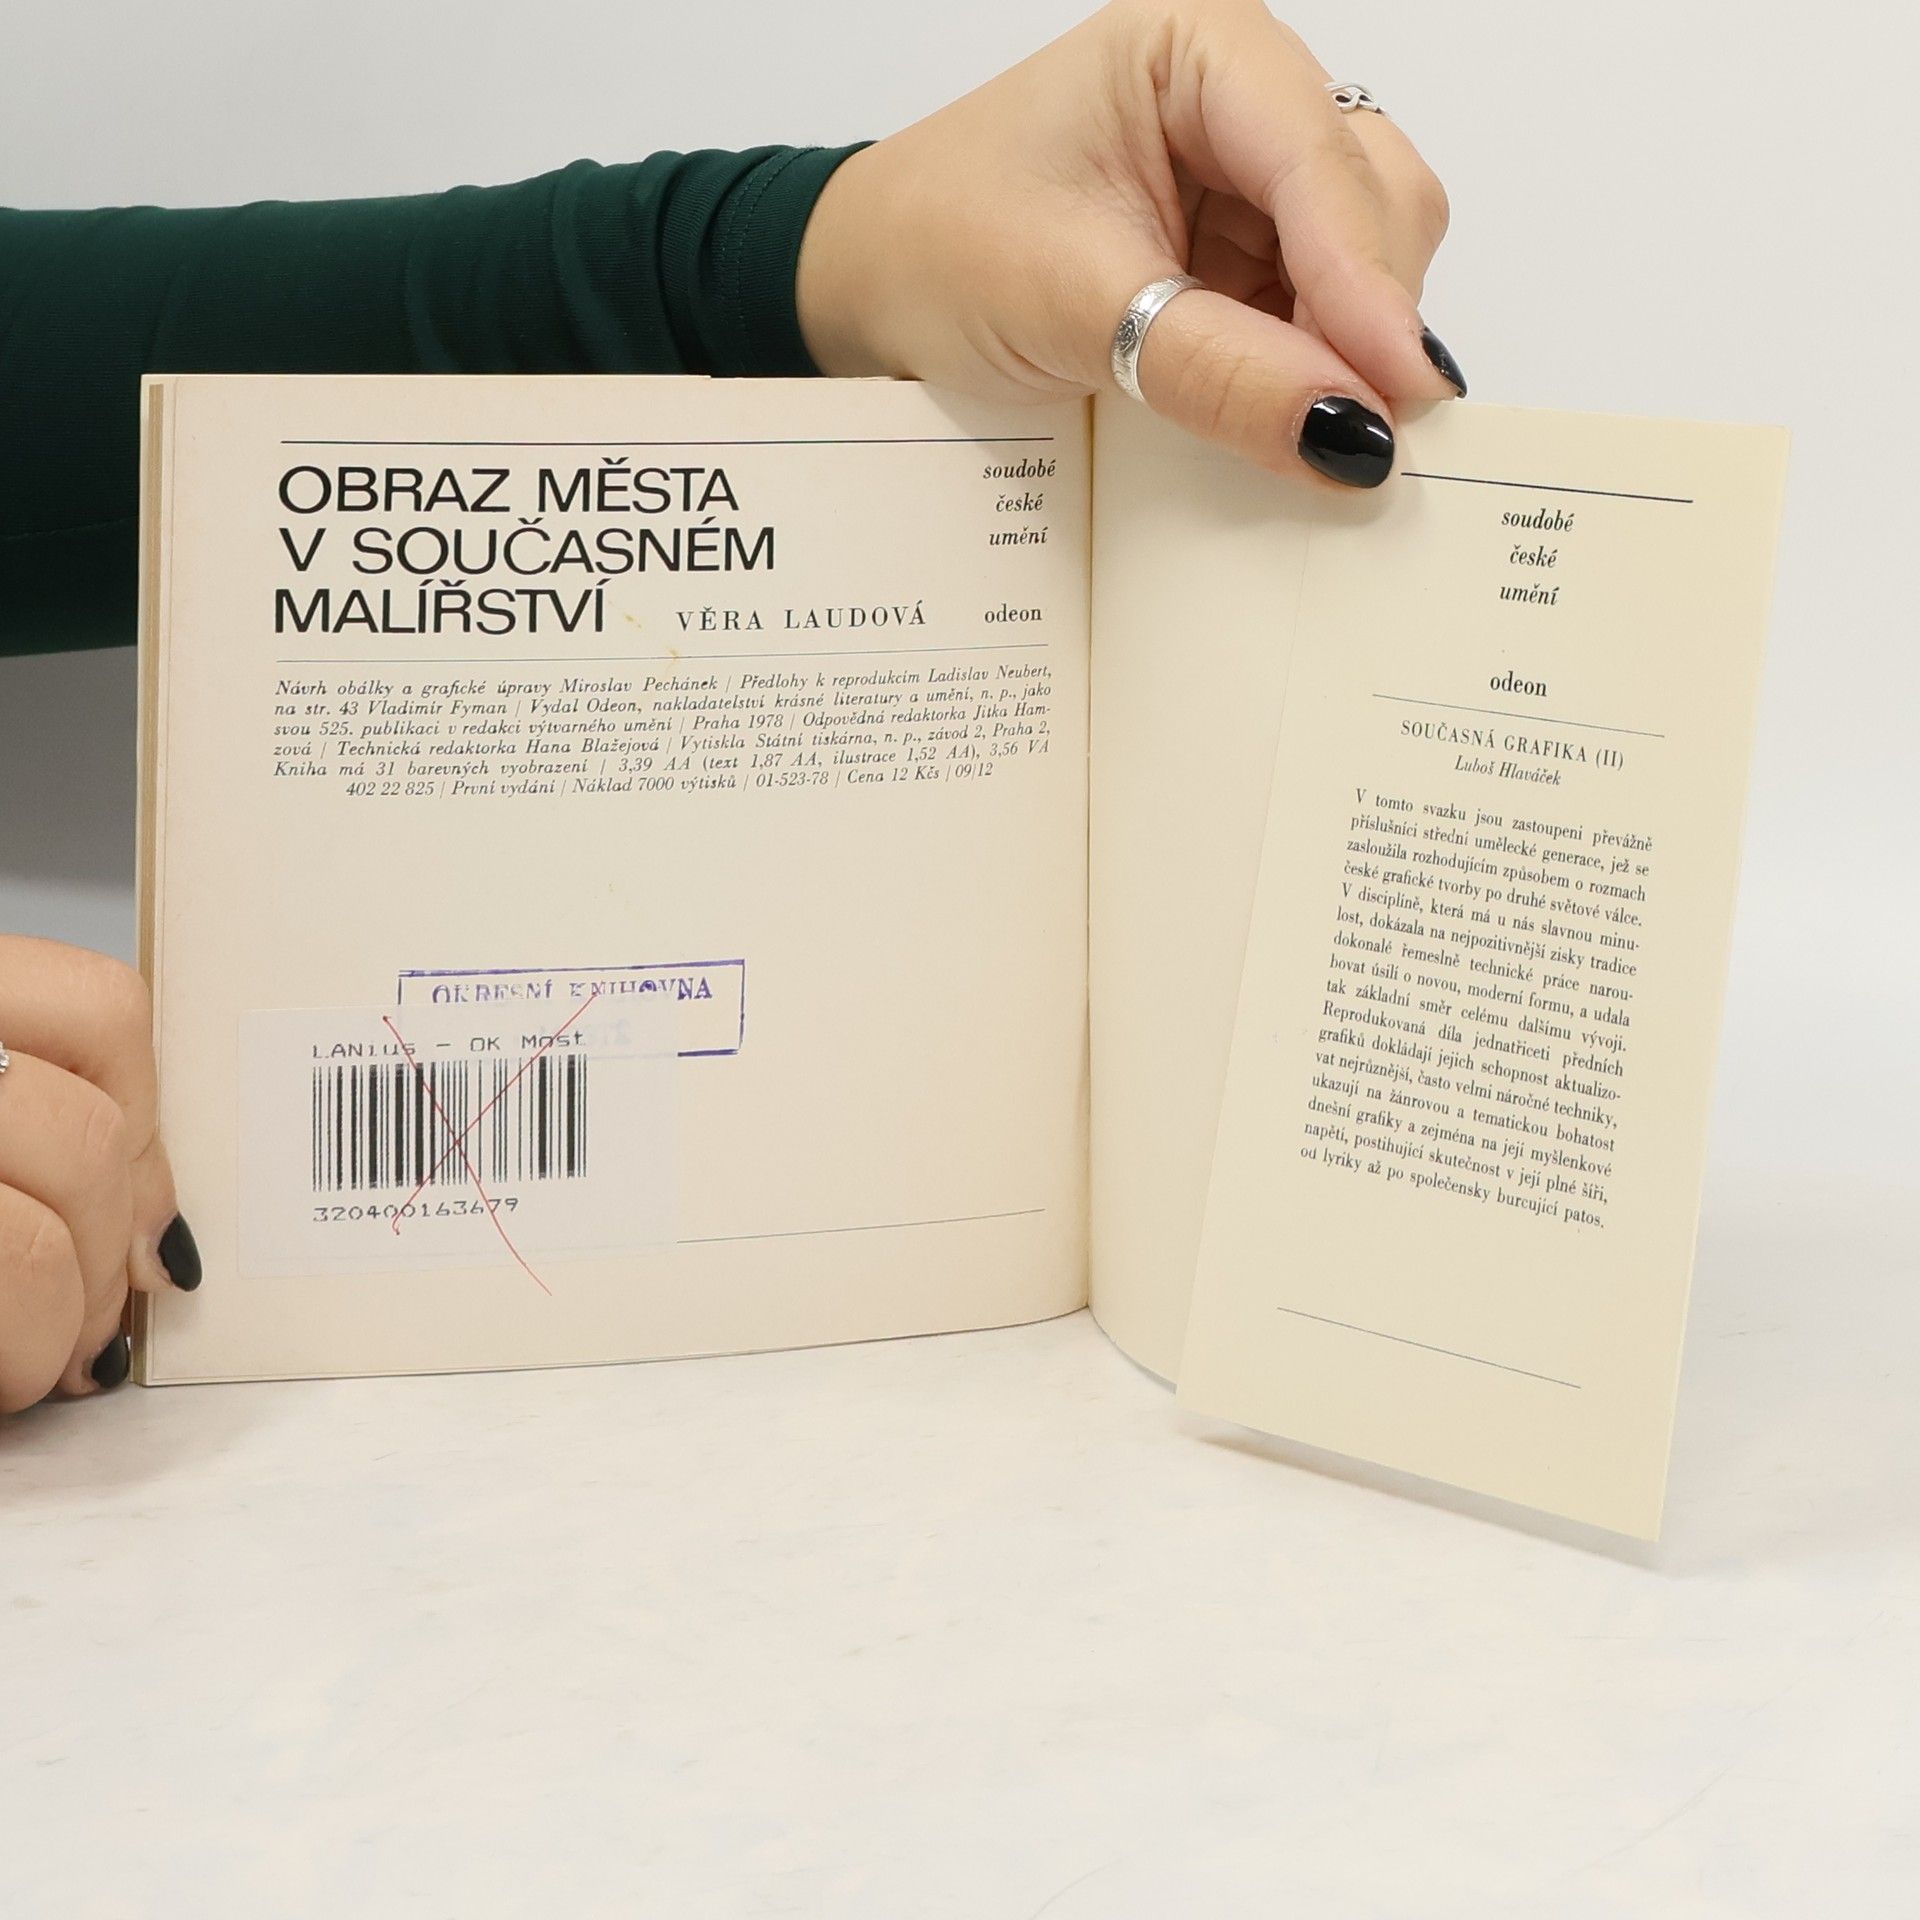 OBRAZ MĚSTA
V SOUČASNÉM
MALÍŘSTVÍ
VĚRA LAUDOVÁ
soudobé
české
umění
odeon
Návrh obálky a grafické úpravy Miroslav Pechánek | Předlohy k reprodukcím Ladislav Neubert,
na str. 43 Vladimír Fyman | Vydal Odeon, nakladatelství krásné literatury a umění, n. p., jako
svou 525. publikaci v redakci výtvarného umění | Praha 1978 | Odpovědná redaktorka Jitka Ham-
zová | Technická redaktorka Hana Blažejová | Vytiskla Státní tiskárna, n. p., závod 2, Praha 2,
Kniha má 31 barevných vyobrazení | 3,39 AA (text 1,87 AA, ilustrace 1,52 AA), 3,56 VA
402 22 825 | První vydání | Náklad 7000 výtisků | 01-523-78 | Cena 12 Kčs | 09/12
OKRESNÍ KNIHOVNA
LANius - OK Most
320400163679
soudobé
české
umění
odeon
SOUČASNÁ GRAFIKA (II)
Luboš Hlaváček
V tomto svazku jsou zastoupeni převážně
příslušníci střední umělecké generace, jež se
zasloužila rozhodujícím způsobem o rozmach
české grafické tvorby po druhé světové válce.
V disciplíně, která má u nás slavnou minu-
lost, dokázala na nejpozitivnější zisky tradice
dokonalé řemeslně technické práce narou-
bovat úsilí o novou, moderní formu, a udala
tak základní směr celému dalšímu vývoji.
Reprodukovaná díla jednatřiceti předních
grafiků dokládají jejich schopnost aktualizo-
vat nejrůznější, často velmi náročné techniky,
ukazují na žánrovou a tematickou bohatost
dnešní grafiky a zejména na její myšlenkové
napětí, postihující skutečnost v její plné šíři,
od lyriky až po společensky burcující patos.